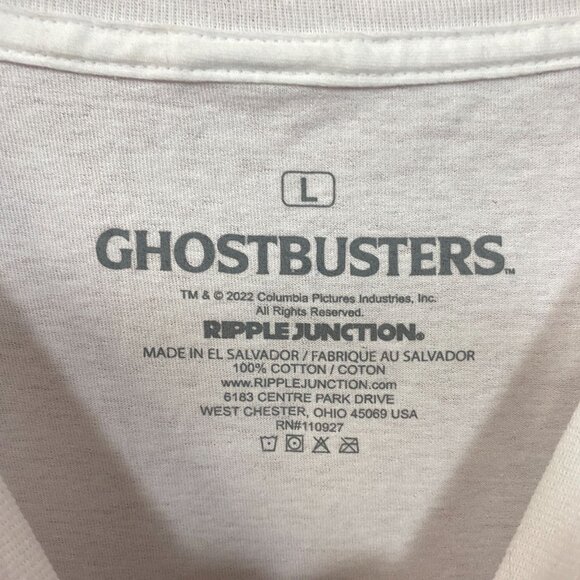 L
GHOSTBUSTERS™
TM & © 2022 Columbia Pictures Industries, Inc.
All Rights Reserved.
RIPPLE JUNCTION®
MADE IN EL SALVADOR / FABRIQUE AU SALVADOR
100% COTTON / COTON
www.RIPPLEJUNCTION.com
6183 CENTRE PARK DRIVE
WEST CHESTER, OHIO 45069 USA
RN#110927